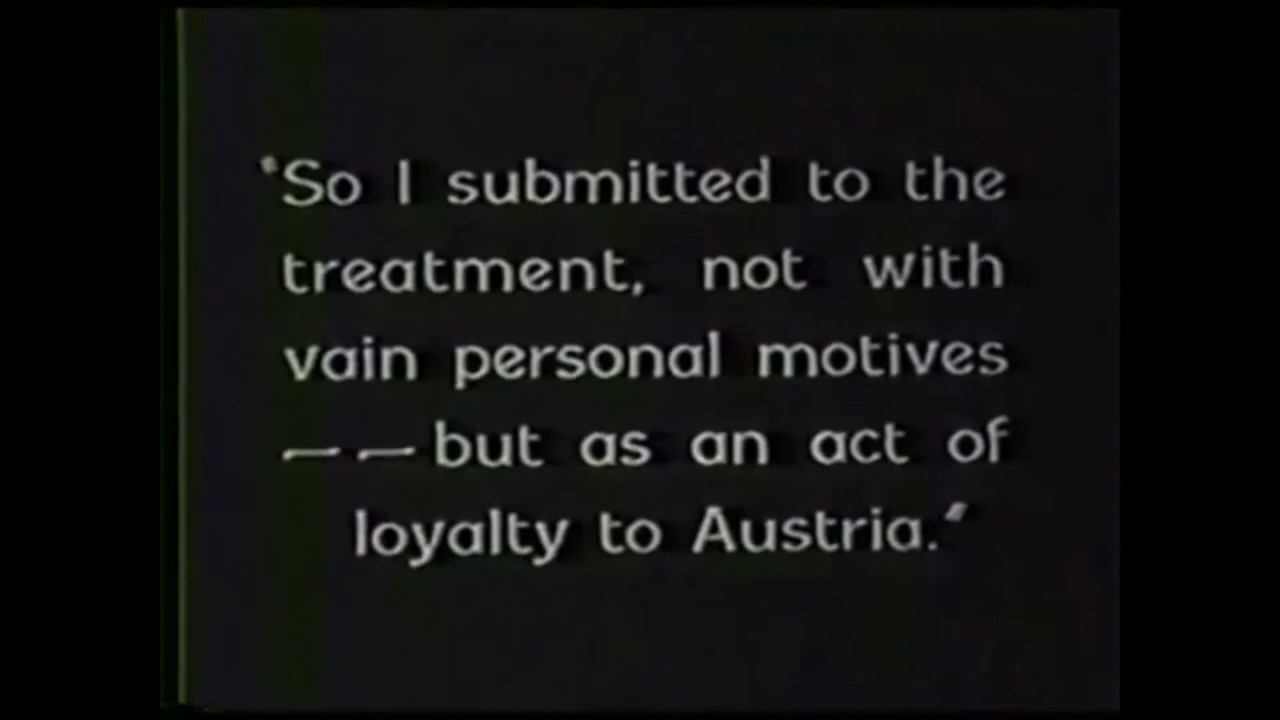 "So I submitted to the
treatment, not with
vain personal motives
—— but as an act of
loyalty to Austria."